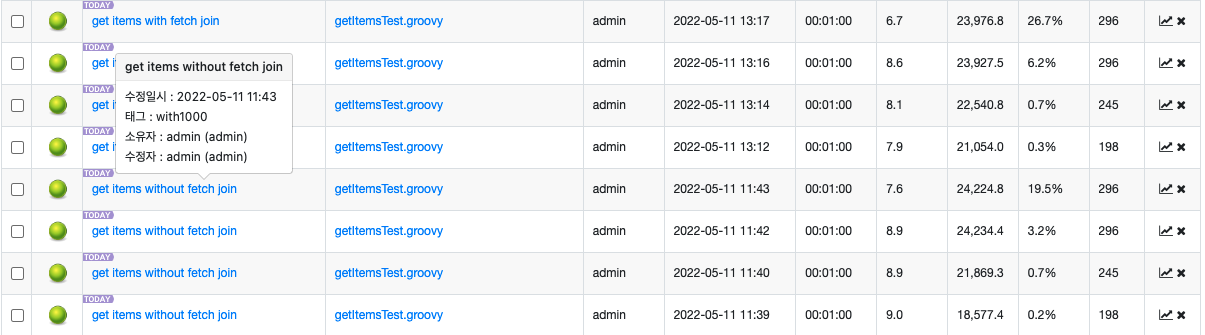 TODAY
get items with fetch join getItemsTest.groovy admin 2022-05-11 13:17 00:01:00 6.7 23,976.8 26.7% 296
TODAY
get it getItemsTest.groovy admin 2022-05-11 13:16 00:01:00 8.6 23,927.5 6.2% 296
get items without fetch join
TODAY
수정일시 : 2022-05-11 11:43
get it getItemsTest.groovy admin 2022-05-11 13:14 00:01:00 8.1 22,540.8 0.7% 245
태그 : with1000
TODAY
소유자 : admin (admin)
get it getItemsTest.groovy admin 2022-05-11 13:12 00:01:00 7.9 21,054.0 0.3% 198
수정자 : admin (admin)
TODAY
get items without fetch join getItemsTest.groovy admin 2022-05-11 11:43 00:01:00 7.6 24,224.8 19.5% 296
TODAY
get items without fetch join getItemsTest.groovy admin 2022-05-11 11:42 00:01:00 8.9 24,234.4 3.2% 296
TODAY
get items without fetch join getItemsTest.groovy admin 2022-05-11 11:40 00:01:00 8.9 21,869.3 0.7% 245
TODAY
get items without fetch join getItemsTest.groovy admin 2022-05-11 11:39 00:01:00 9.0 18,577.4 0.2% 198